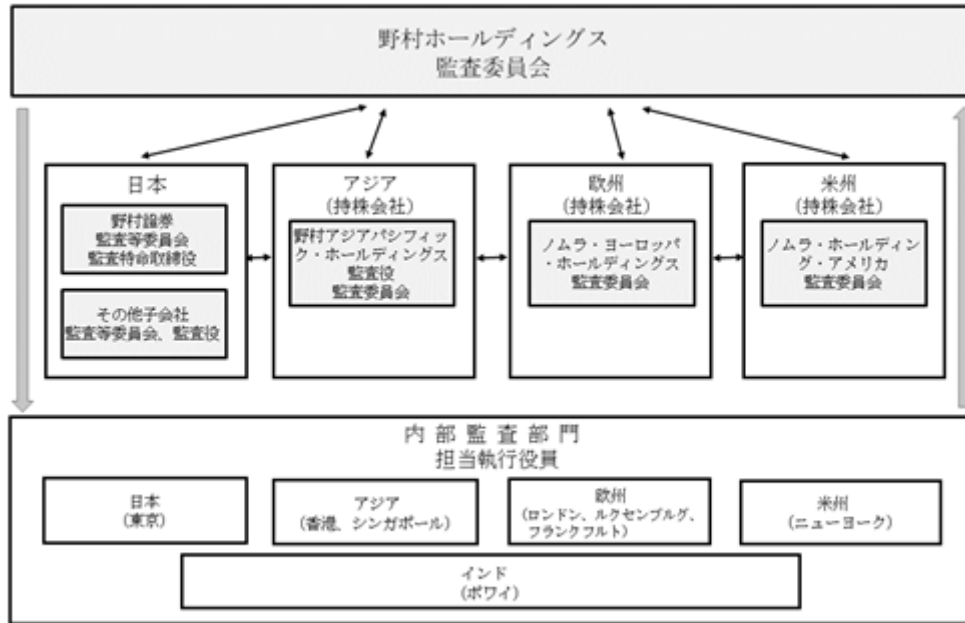 野村ホールディングス
監査委員会
日本
野村證券
監査等委員会
監査特命取締役
その他子会社
監査等委員会、監査役
アジア
(持株会社)
野村アジアパシフィッ
ク・ホールディングス
監査役
監査委員会
欧州
(持株会社)
ノムラ・ヨーロッパ
・ホールディングス
監査委員会
米州
(持株会社)
ノムラ・ホールディン
グ・アメリカ
監査委員会
内部監査部門
担当執行役員
日本
(東京)
アジア
(香港、シンガポール)
欧州
(ロンドン、ルクセンブルグ、
フランクフルト)
米州
(ニューヨーク)
インド
(ポワイ)